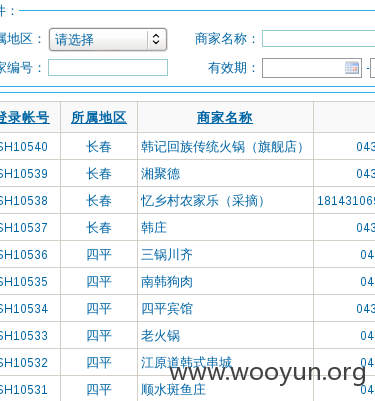 件：
属地区： 请选择 商家名称：
家编号： 有效期： -
登录帐号 所属地区 商家名称
SH10540 长春 韩记回族传统火锅（旗舰店） 043
SH10539 长春 湘聚德
SH10538 长春 忆乡村农家乐（采摘） 181431069
SH10537 长春 韩庄 043
SH10536 四平 三锅川齐 04
SH10535 四平 南韩狗肉 04
SH10534 四平 四平宾馆 043
SH10533 四平 老火锅 04
SH10532 四平 江原道韩式串城 04
SH10531 四平 顺水斑鱼庄 04
www.wooyun.org